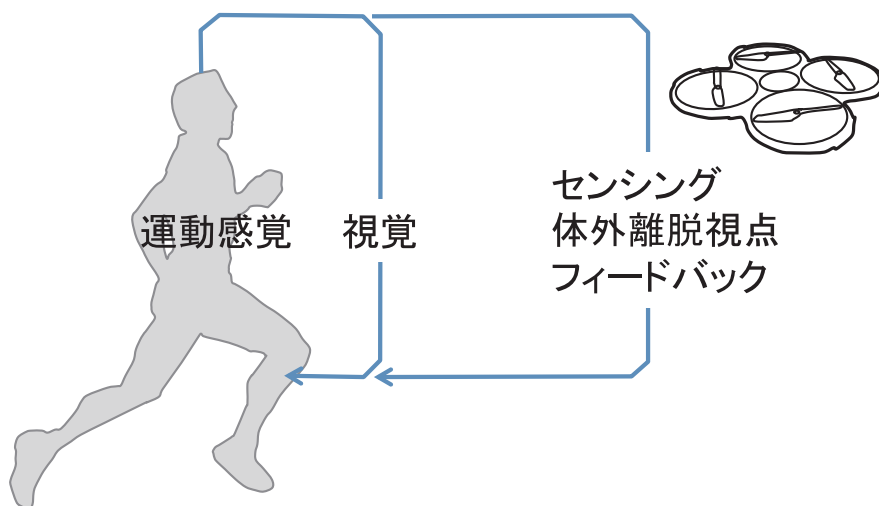 運動感覚
視覚
センシング
体外離脱視点
フィードバック